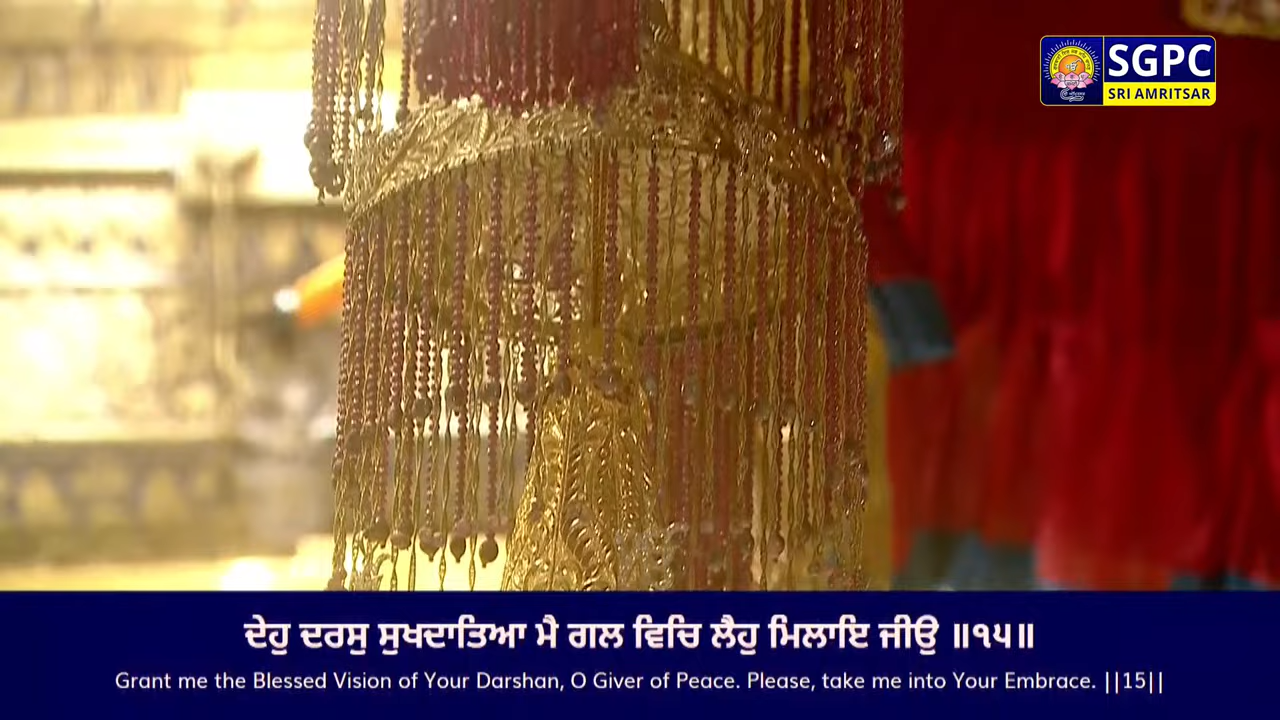 SGPC
SRI AMRITSAR
ਦੇਹੁ ਦਰਸੁ ਸੁਖਦਾਤਿਆ ਮੈ ਗਲ ਵਿਚਿ ਲੈਹੁ ਮਿਲਾਇ ਜੀਉ ॥੧੫॥
Grant me the Blessed Vision of Your Darshan, O Giver of Peace. Please, take me into Your Embrace. ||15||